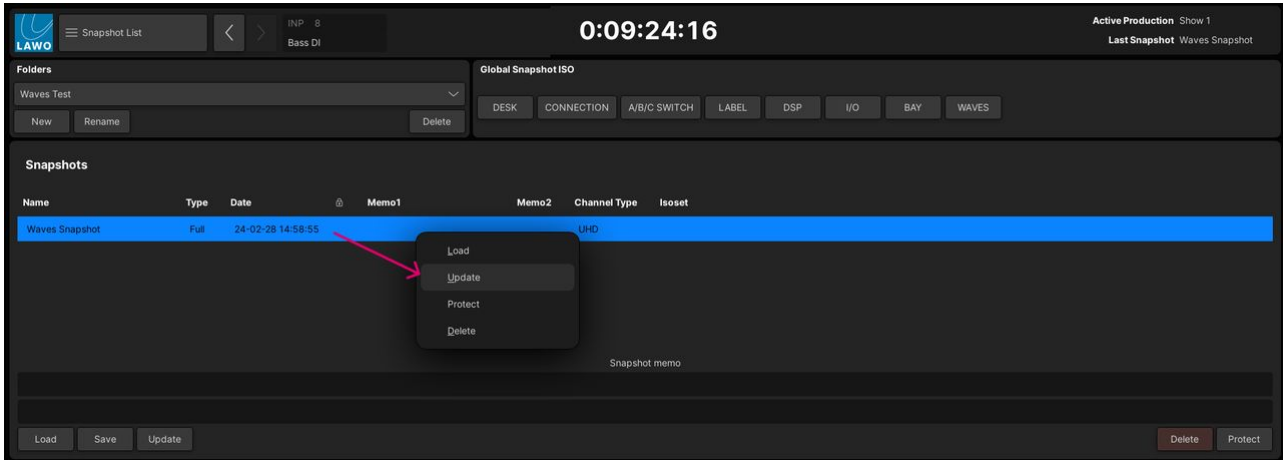 LAWO
Snapshot List
INP 8
Bass DI
0:09:24:16
Active Production Show 1
Last Snapshot Waves Snapshot
Folders
Waves Test
New Rename Delete
Global Snapshot ISO
DESK CONNECTION A/B/C SWITCH LABEL DSP I/O BAY WAVES
Snapshots
Name Type Date Memo1 Memo2 Channel Type Isoset
Waves Snapshot Full 24-02-28 14:58:55 UHD
Load
Update
Protect
Delete
Snapshot memo
Load Save Update Delete Protect